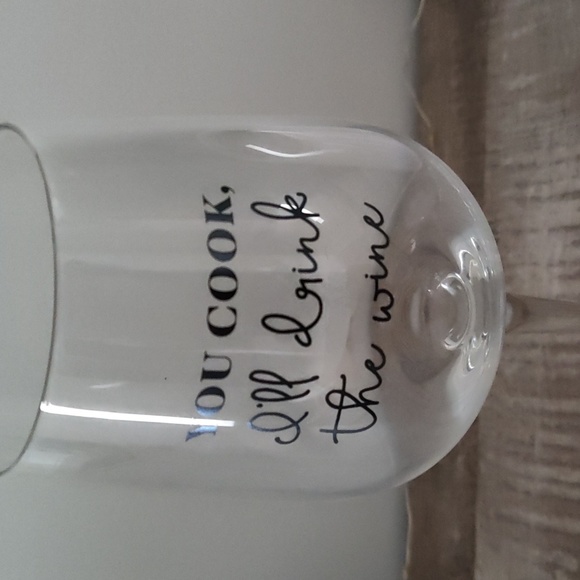 YOU COOK,
I'll drink
the wine